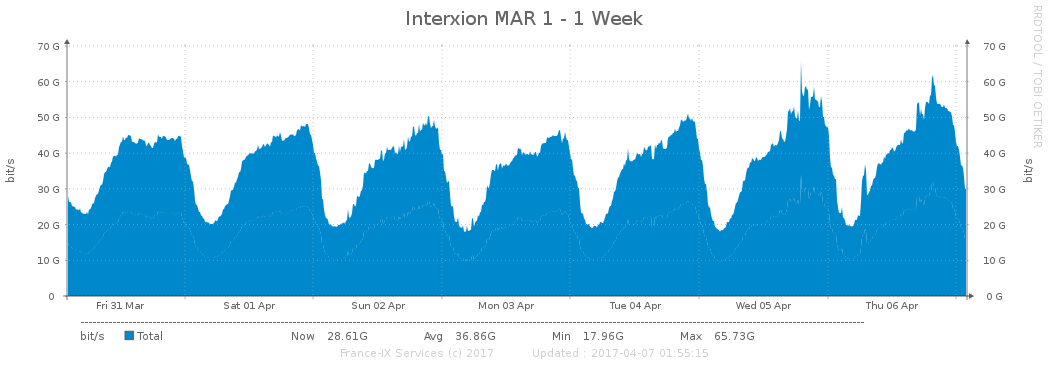 Interxion MAR 1 - 1 Week
RRDTOOL / TOBI OETIKER
70 G 70 G
60 G 60 G
50 G 50 G
40 G 40 G
30 G 30 G
20 G 20 G
10 G 10 G
0 0 G
bit/s bit/s
Fri 31 Mar Sat 01 Apr Sun 02 Apr Mon 03 Apr Tue 04 Apr Wed 05 Apr Thu 06 Apr
bit/s Total Now 28.61G Avg 36.86G Min 17.96G Max 65.73G
France-IX Services (c) 2017 Updated : 2017-04-07 01:55:15